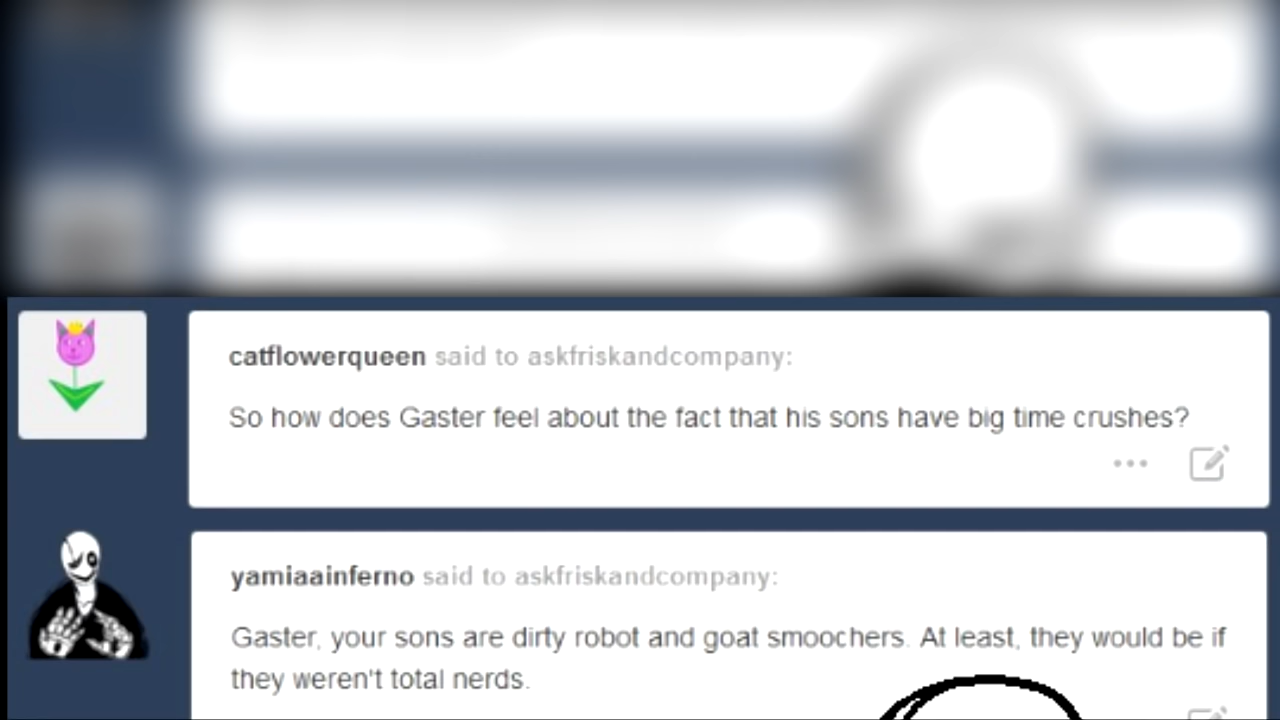 catflowerqueen said to askfriskandcompany:
So how does Gaster feel about the fact that his sons have big time crushes?
yamiaainferno said to askfriskandcompany:
Gaster, your sons are dirty robot and goat smoochers. At least, they would be if
they weren't total nerds.